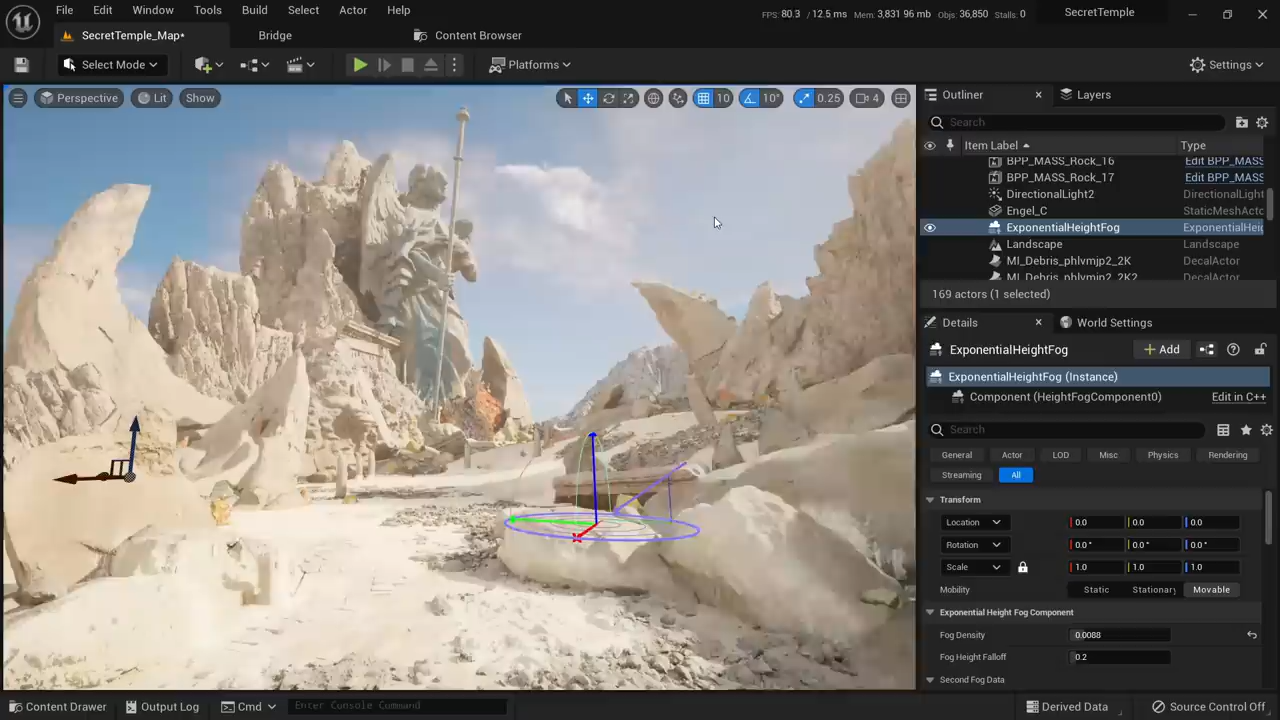 File Edit Window Tools Build Select Actor Help
FPS: 80.3 / 12.5 ms Mem: 3,831.96 mb Objs: 36,850 Stalls: 0
SecretTemple
SecretTemple_Map*
Bridge
Content Browser
Select Mode
Platforms
Settings
Perspective
Lit
Show
10
10°
0.25
4
Outliner
Layers
Search
Item Label
Type
BPP_MASS_Rock_16 Edit BPP_MASS
BPP_MASS_Rock_17 Edit BPP_MASS
DirectionalLight2 DirectionalLight
Engel_C StaticMeshActo
ExponentialHeightFog ExponentialHeig
Landscape Landscape
MI_Debris_phlvmjp2_2K DecalActor
MI_Debris_phlvmjp2_2K2 DecalActor
169 actors (1 selected)
Details
World Settings
ExponentialHeightFog
Add
ExponentialHeightFog (Instance)
Component (HeightFogComponent0) Edit in C++
Search
General Actor LOD Misc Physics Rendering
Streaming All
Transform
Location 0.0 0.0 0.0
Rotation 0.0° 0.0° 0.0°
Scale 1.0 1.0 1.0
Mobility Static Stationary Movable
Exponential Height Fog Component
Fog Density 0.0088
Fog Height Falloff 0.2
Second Fog Data
Content Drawer
Output Log
Cmd
Enter Console Command
Derived Data
Source Control Off